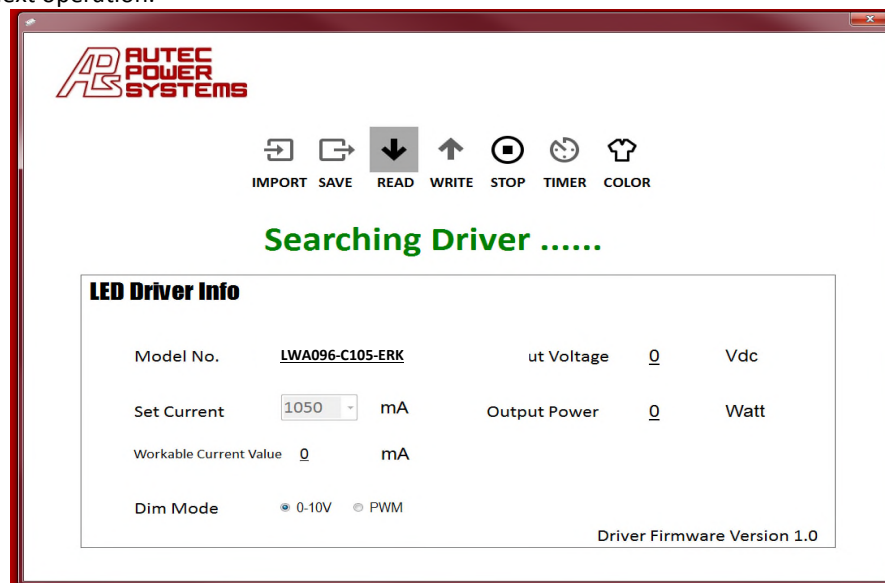 ext operation.
APS AUTEC
POWER
SYSTEMS
IMPORT SAVE READ WRITE STOP TIMER COLOR
Searching Driver ......
LED Driver Info
Model No. LWA096-C105-ERK ut Voltage 0 Vdc
Set Current 1050 mA Output Power 0 Watt
Workable Current Value 0 mA
Dim Mode 0-10V PWM
Driver Firmware Version 1.0